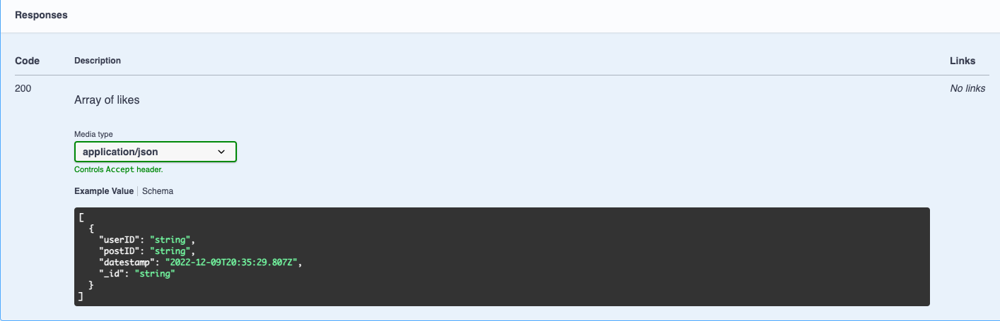 Responses
Code Description Links
200 No links
Array of likes
Media type
application/json
Controls Accept header.
Example Value Schema
[
  {
    "userID": "string",
    "postID": "string",
    "datestamp": "2022-12-09T20:35:29.807Z",
    "_id": "string"
  }
]